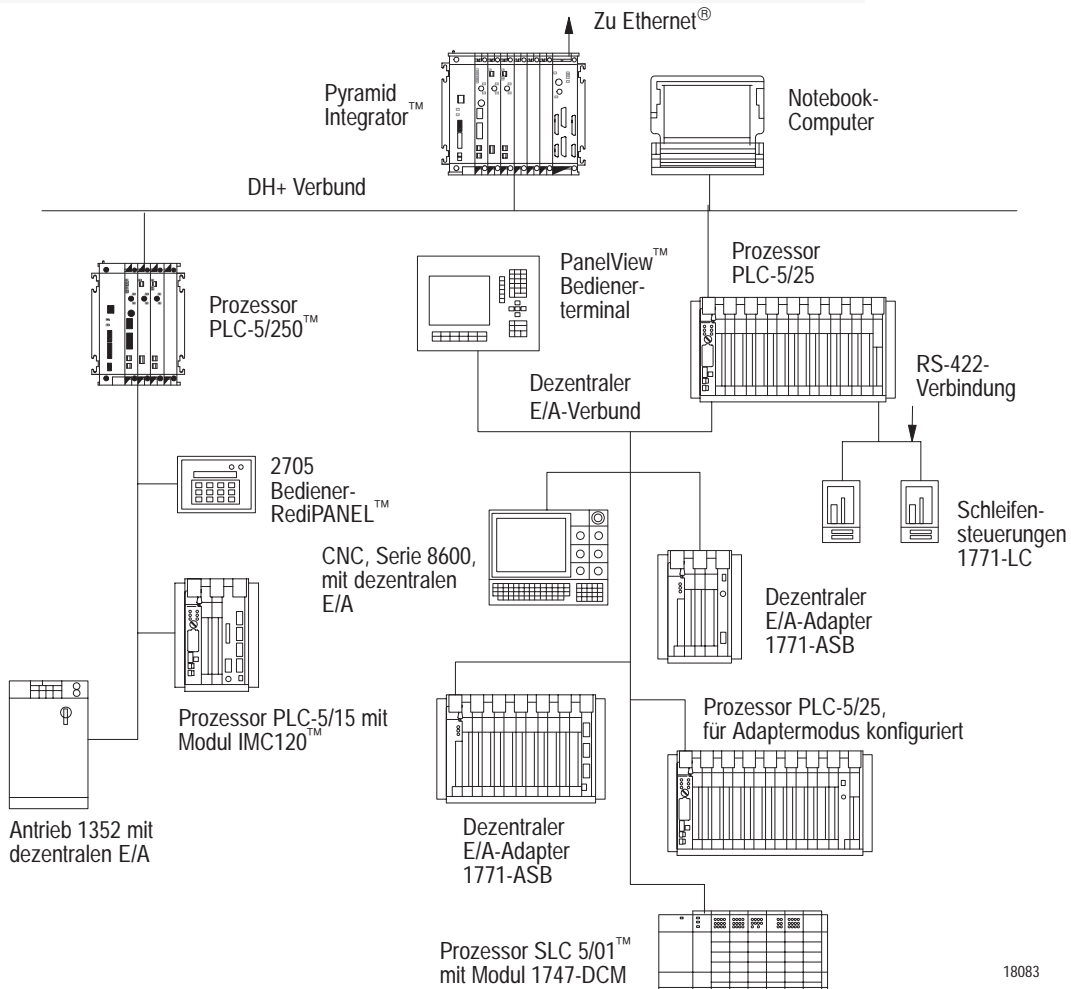 Zu Ethernet®
Pyramid
Integrator™
Notebook-
Computer
DH+ Verbund
Prozessor
PLC-5/250™
PanelView™
Bediener-
terminal
Prozessor
PLC-5/25
RS-422-
Verbindung
Dezentraler
E/A-Verbund
2705
Bediener-
RediPANEL™
CNC, Serie 8600,
mit dezentralen
E/A
Schleifen-
steuerungen
1771-LC
Dezentraler
E/A-Adapter
1771-ASB
Prozessor PLC-5/15 mit
Modul IMC120™
Prozessor PLC-5/25,
für Adaptermodus konfiguriert
Antrieb 1352 mit
dezentralen E/A
Dezentraler
E/A-Adapter
1771-ASB
Prozessor SLC 5/01™
mit Modul 1747-DCM
18083